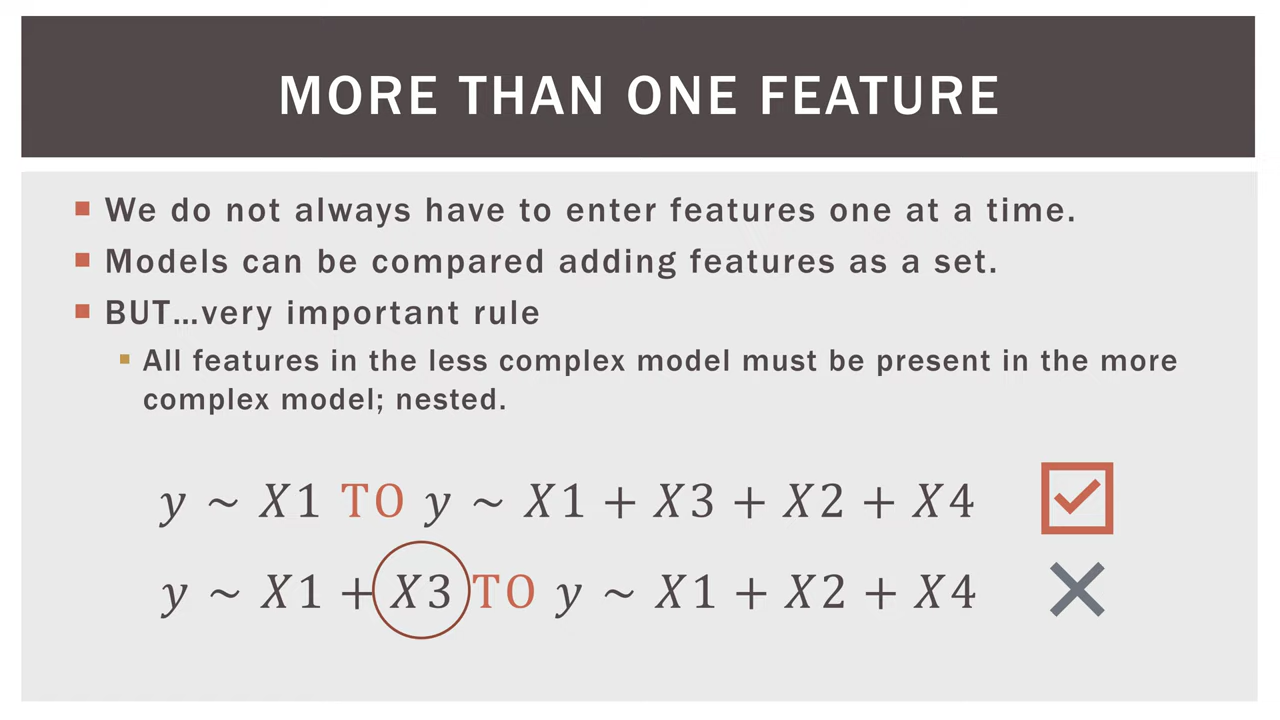 MORE THAN ONE FEATURE
We do not always have to enter features one at a time.
Models can be compared adding features as a set.
BUT…very important rule
All features in the less complex model must be present in the more
complex model; nested.
y ~ X1 TO y ~ X1 + X3 + X2 + X4
y ~ X1 + X3 TO y ~ X1 + X2 + X4